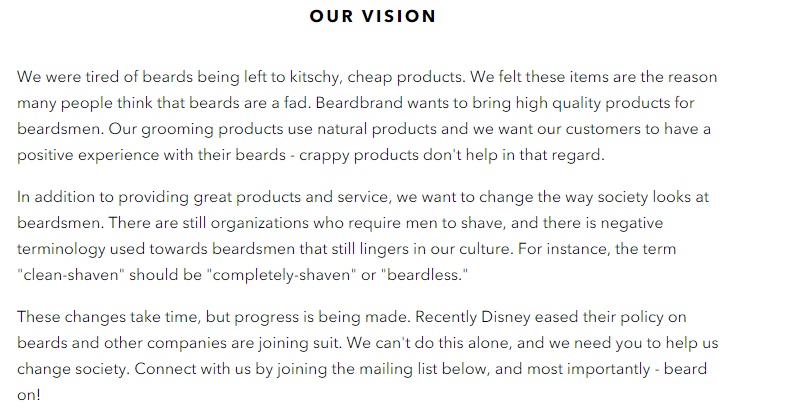 OUR VISION
We were tired of beards being left to kitschy, cheap products. We felt these items are the reason
many people think that beards are a fad. Beardbrand wants to bring high quality products for
beardsmen. Our grooming products use natural products and we want our customers to have a
positive experience with their beards - crappy products don't help in that regard.
In addition to providing great products and service, we want to change the way society looks at
beardsmen. There are still organizations who require men to shave, and there is negative
terminology used towards beardsmen that still lingers in our culture. For instance, the term
"clean-shaven" should be "completely-shaven" or "beardless."
These changes take time, but progress is being made. Recently Disney eased their policy on
beards and other companies are joining suit. We can't do this alone, and we need you to help us
change society. Connect with us by joining the mailing list below, and most importantly - beard
on!